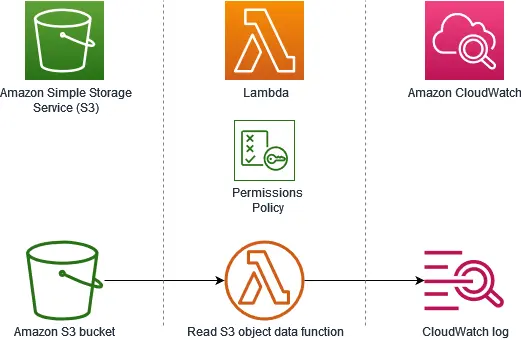 Amazon Simple Storage
Service (S3)
Lambda
Amazon CloudWatch
Permissions
Policy
Amazon S3 bucket
Read S3 object data function
CloudWatch log